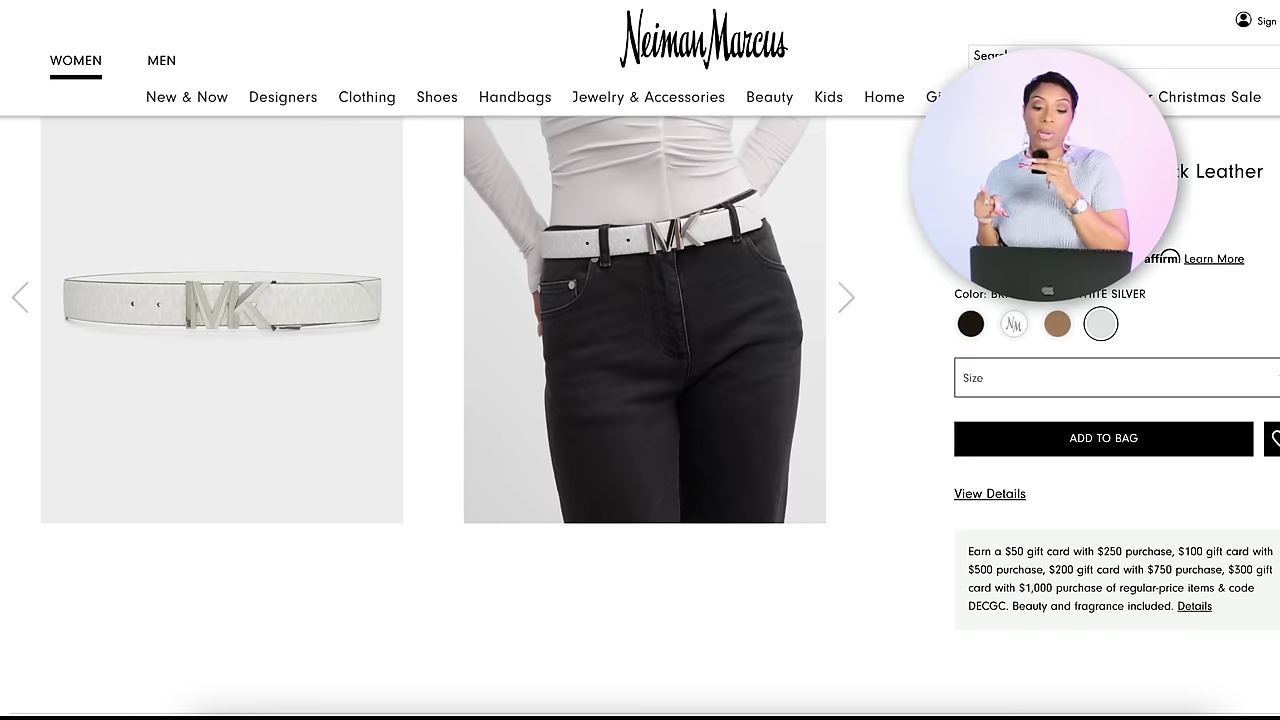 Neiman Marcus
Sign
WOMEN
MEN
New & Now
Designers
Clothing
Shoes
Handbags
Jewelry & Accessories
Beauty
Kids
Home
Christmas Sale
Leather
affirm Learn More
Color:
SILVER
NM
Size
ADD TO BAG
View Details
Earn a $50 gift card with $250 purchase, $100 gift card with
$500 purchase, $200 gift card with $750 purchase, $300 gift
card with $1,000 purchase of regular-price items & code
DECGC. Beauty and fragrance included. Details
MK
MK